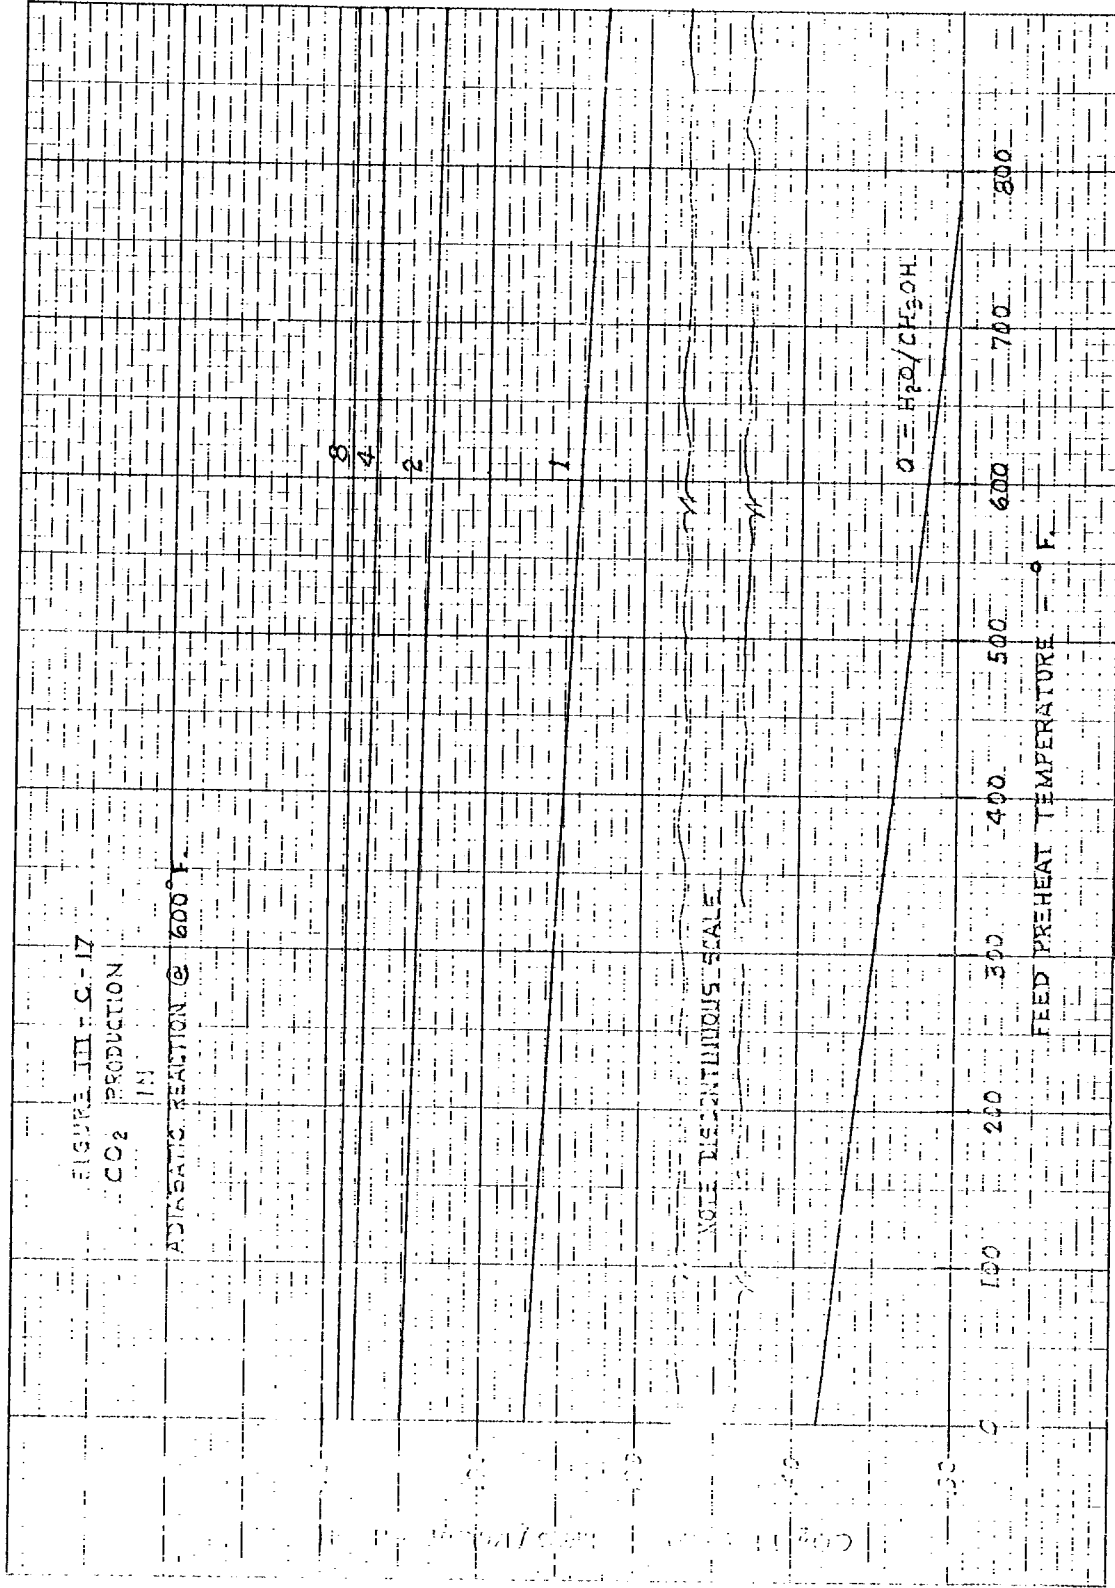 FIGURE III-C-17
CO₂ PRODUCTION
IN
ADIABATIC REACTION @ 600°F.
8
4
2
1
NOTE DISCONTINUOUS SCALE
0 = H₂O/CH₃OH
0 100 200 300 400 500 600 700 800
FEED PREHEAT TEMPERATURE - °F.